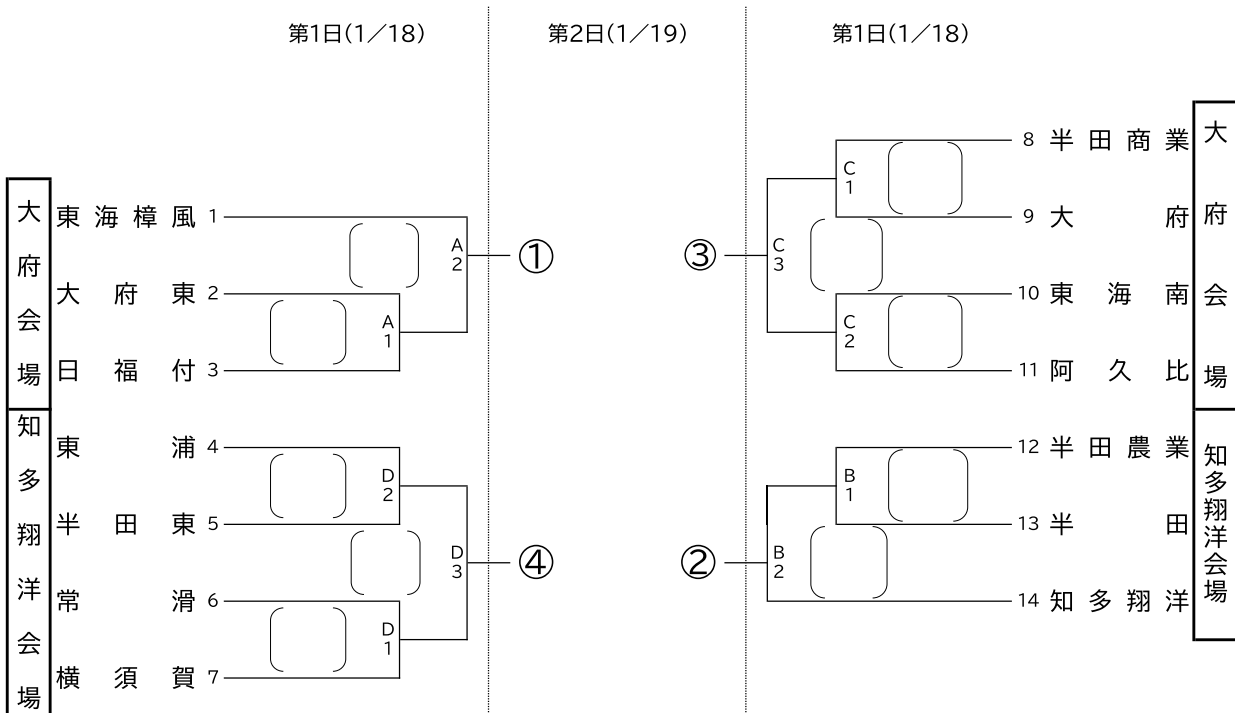 第1日(1/18)
第2日(1/19)
第1日(1/18)
大府会場
東海樟風 1
大府東 2
日福付 3
A
2
A
1
①
知多翔洋会場
東浦 4
半田東 5
常滑 6
横須賀 7
D
2
D
3
D
1
④
大府会場
8 半田商業
9 大府
10 東海南
11 阿久比
C
1
C
3
C
2
③
知多翔洋会場
12 半田農業
13 半田
14 知多翔洋
B
1
B
2
②